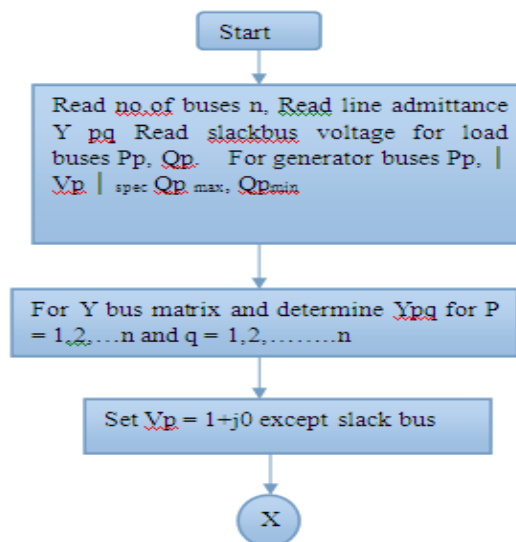 Start
Read no.of buses n, Read line admittance
Y pq Read slackbus voltage for load
buses Pp, Qp. For generator buses Pp, |
Vp | spec Qp max, Qpmin
For Y bus matrix and determine Ypq for P
= 1,2,...n and q = 1,2,........n
Set Vp = 1+j0 except slack bus
X